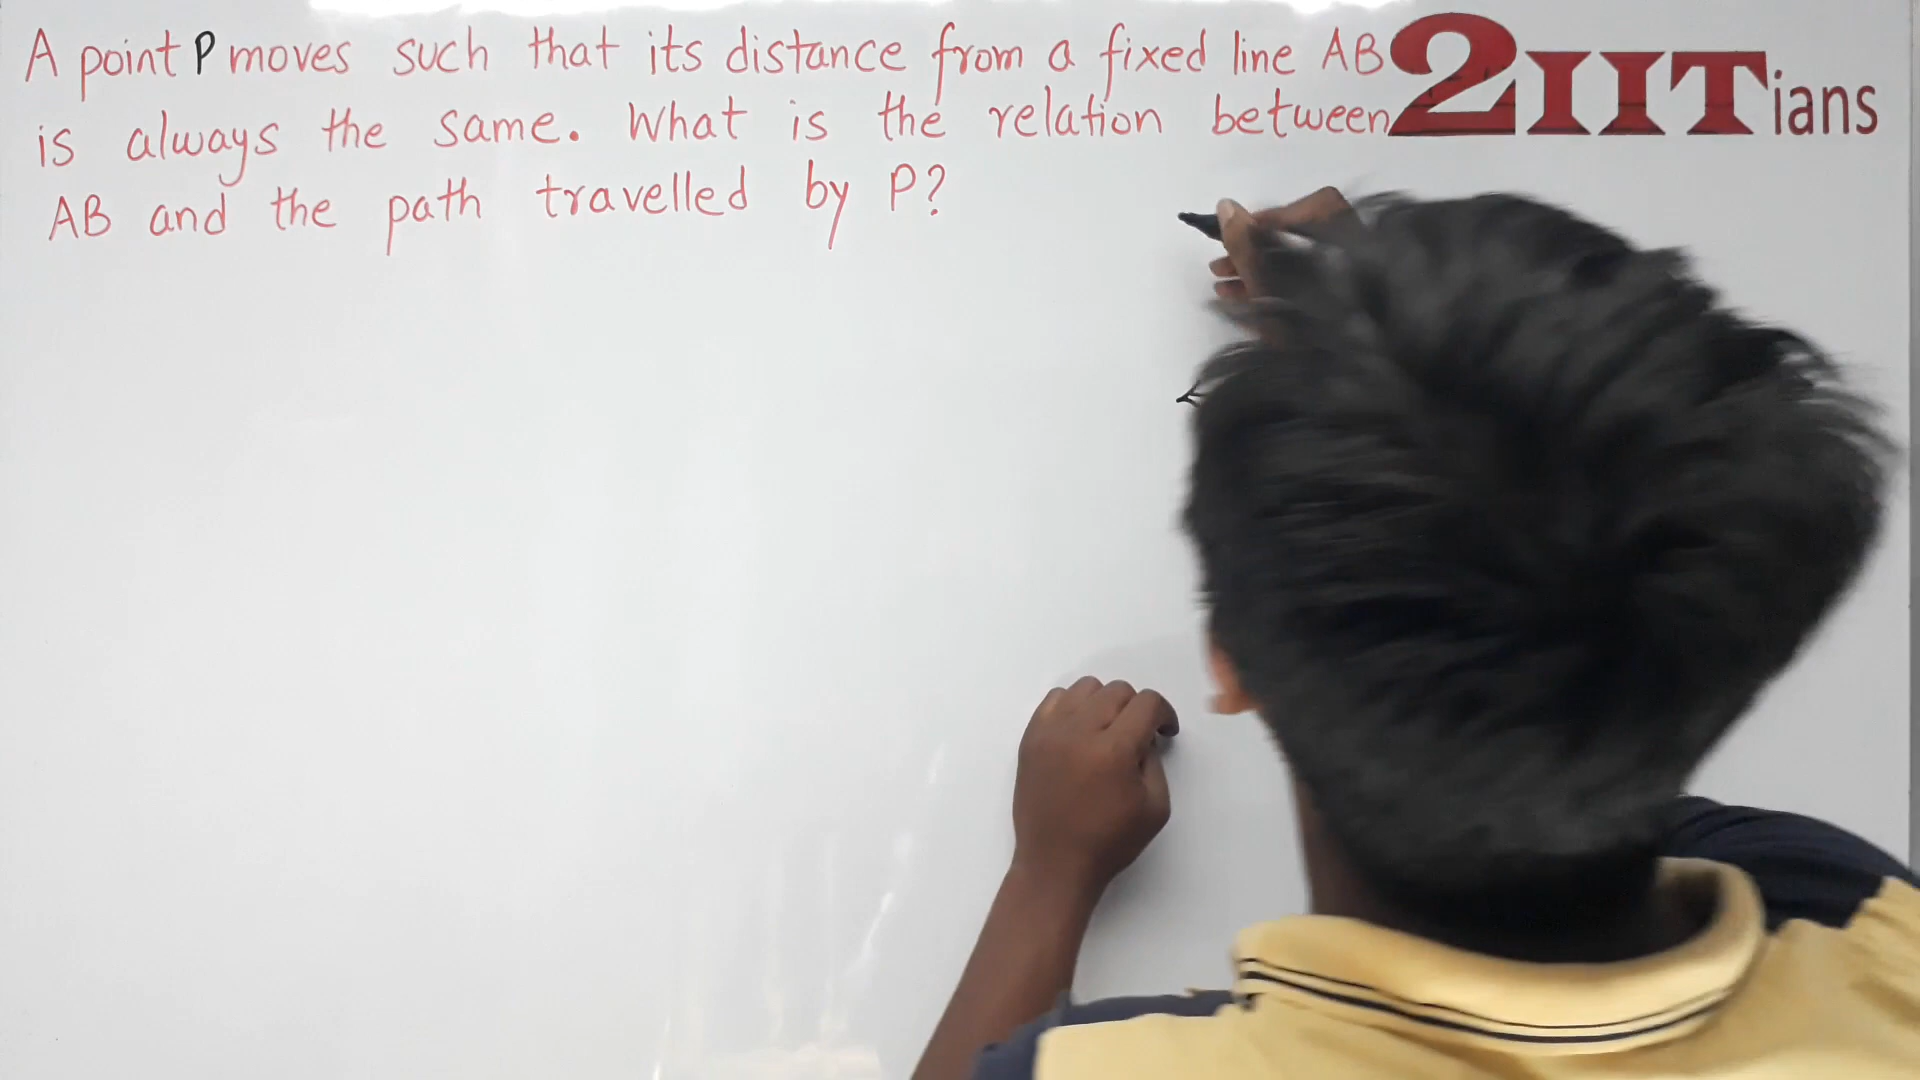 A point P moves such that its distance from a fixed line AB
is always the same. What is the relation between
AB and the path travelled by P?
2IITians